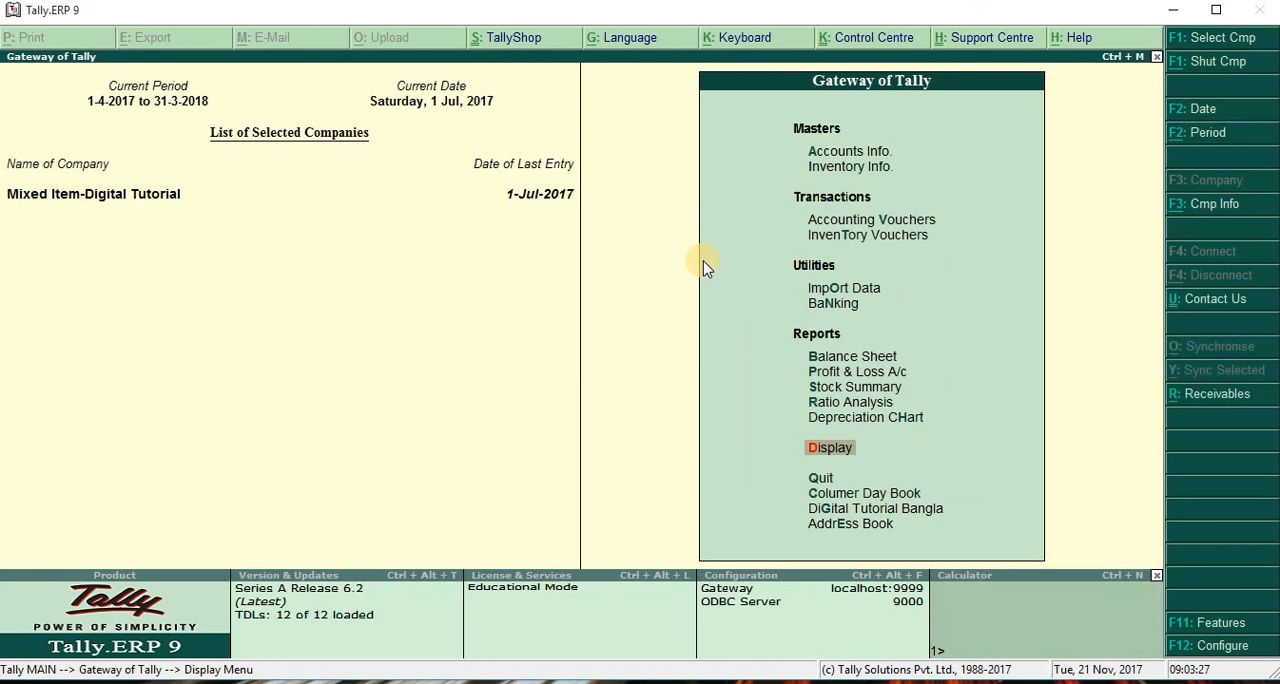 Tally.ERP 9
P: Print
E: Export
M: E-Mail
O: Upload
S: TallyShop
G: Language
K: Keyboard
K: Control Centre
H: Support Centre
H: Help
Gateway of Tally
Ctrl + M
Current Period
1-4-2017 to 31-3-2018
Current Date
Saturday, 1 Jul, 2017
List of Selected Companies
Name of Company
Date of Last Entry
Mixed Item-Digital Tutorial
1-Jul-2017
Gateway of Tally
Masters
Accounts Info.
Inventory Info.
Transactions
Accounting Vouchers
InvenTory Vouchers
Utilities
ImpOrt Data
BaNking
Reports
Balance Sheet
Profit & Loss A/c
Stock Summary
Ratio Analysis
Depreciation CHart
Display
Quit
Columer Day Book
DiGital Tutorial Bangla
AddrEss Book
F1: Select Cmp
F1: Shut Cmp
F2: Date
F2: Period
F3: Company
F3: Cmp Info
F4: Connect
F4: Disconnect
U: Contact Us
O: Synchronise
Y: Sync Selected
R: Receivables
F11: Features
F12: Configure
Product
Tally
POWER OF SIMPLICITY
Tally.ERP 9
Version & Updates
Ctrl + Alt + T
Series A Release 6.2
(Latest)
TDLs: 12 of 12 loaded
License & Services
Ctrl + Alt + L
Educational Mode
Configuration
Ctrl + Alt + F
Gateway
localhost:9999
ODBC Server
9000
Calculator
Ctrl + N
1>
Tally MAIN --> Gateway of Tally --> Display Menu
(c) Tally Solutions Pvt. Ltd., 1988-2017
Tue, 21 Nov, 2017
09:03:27